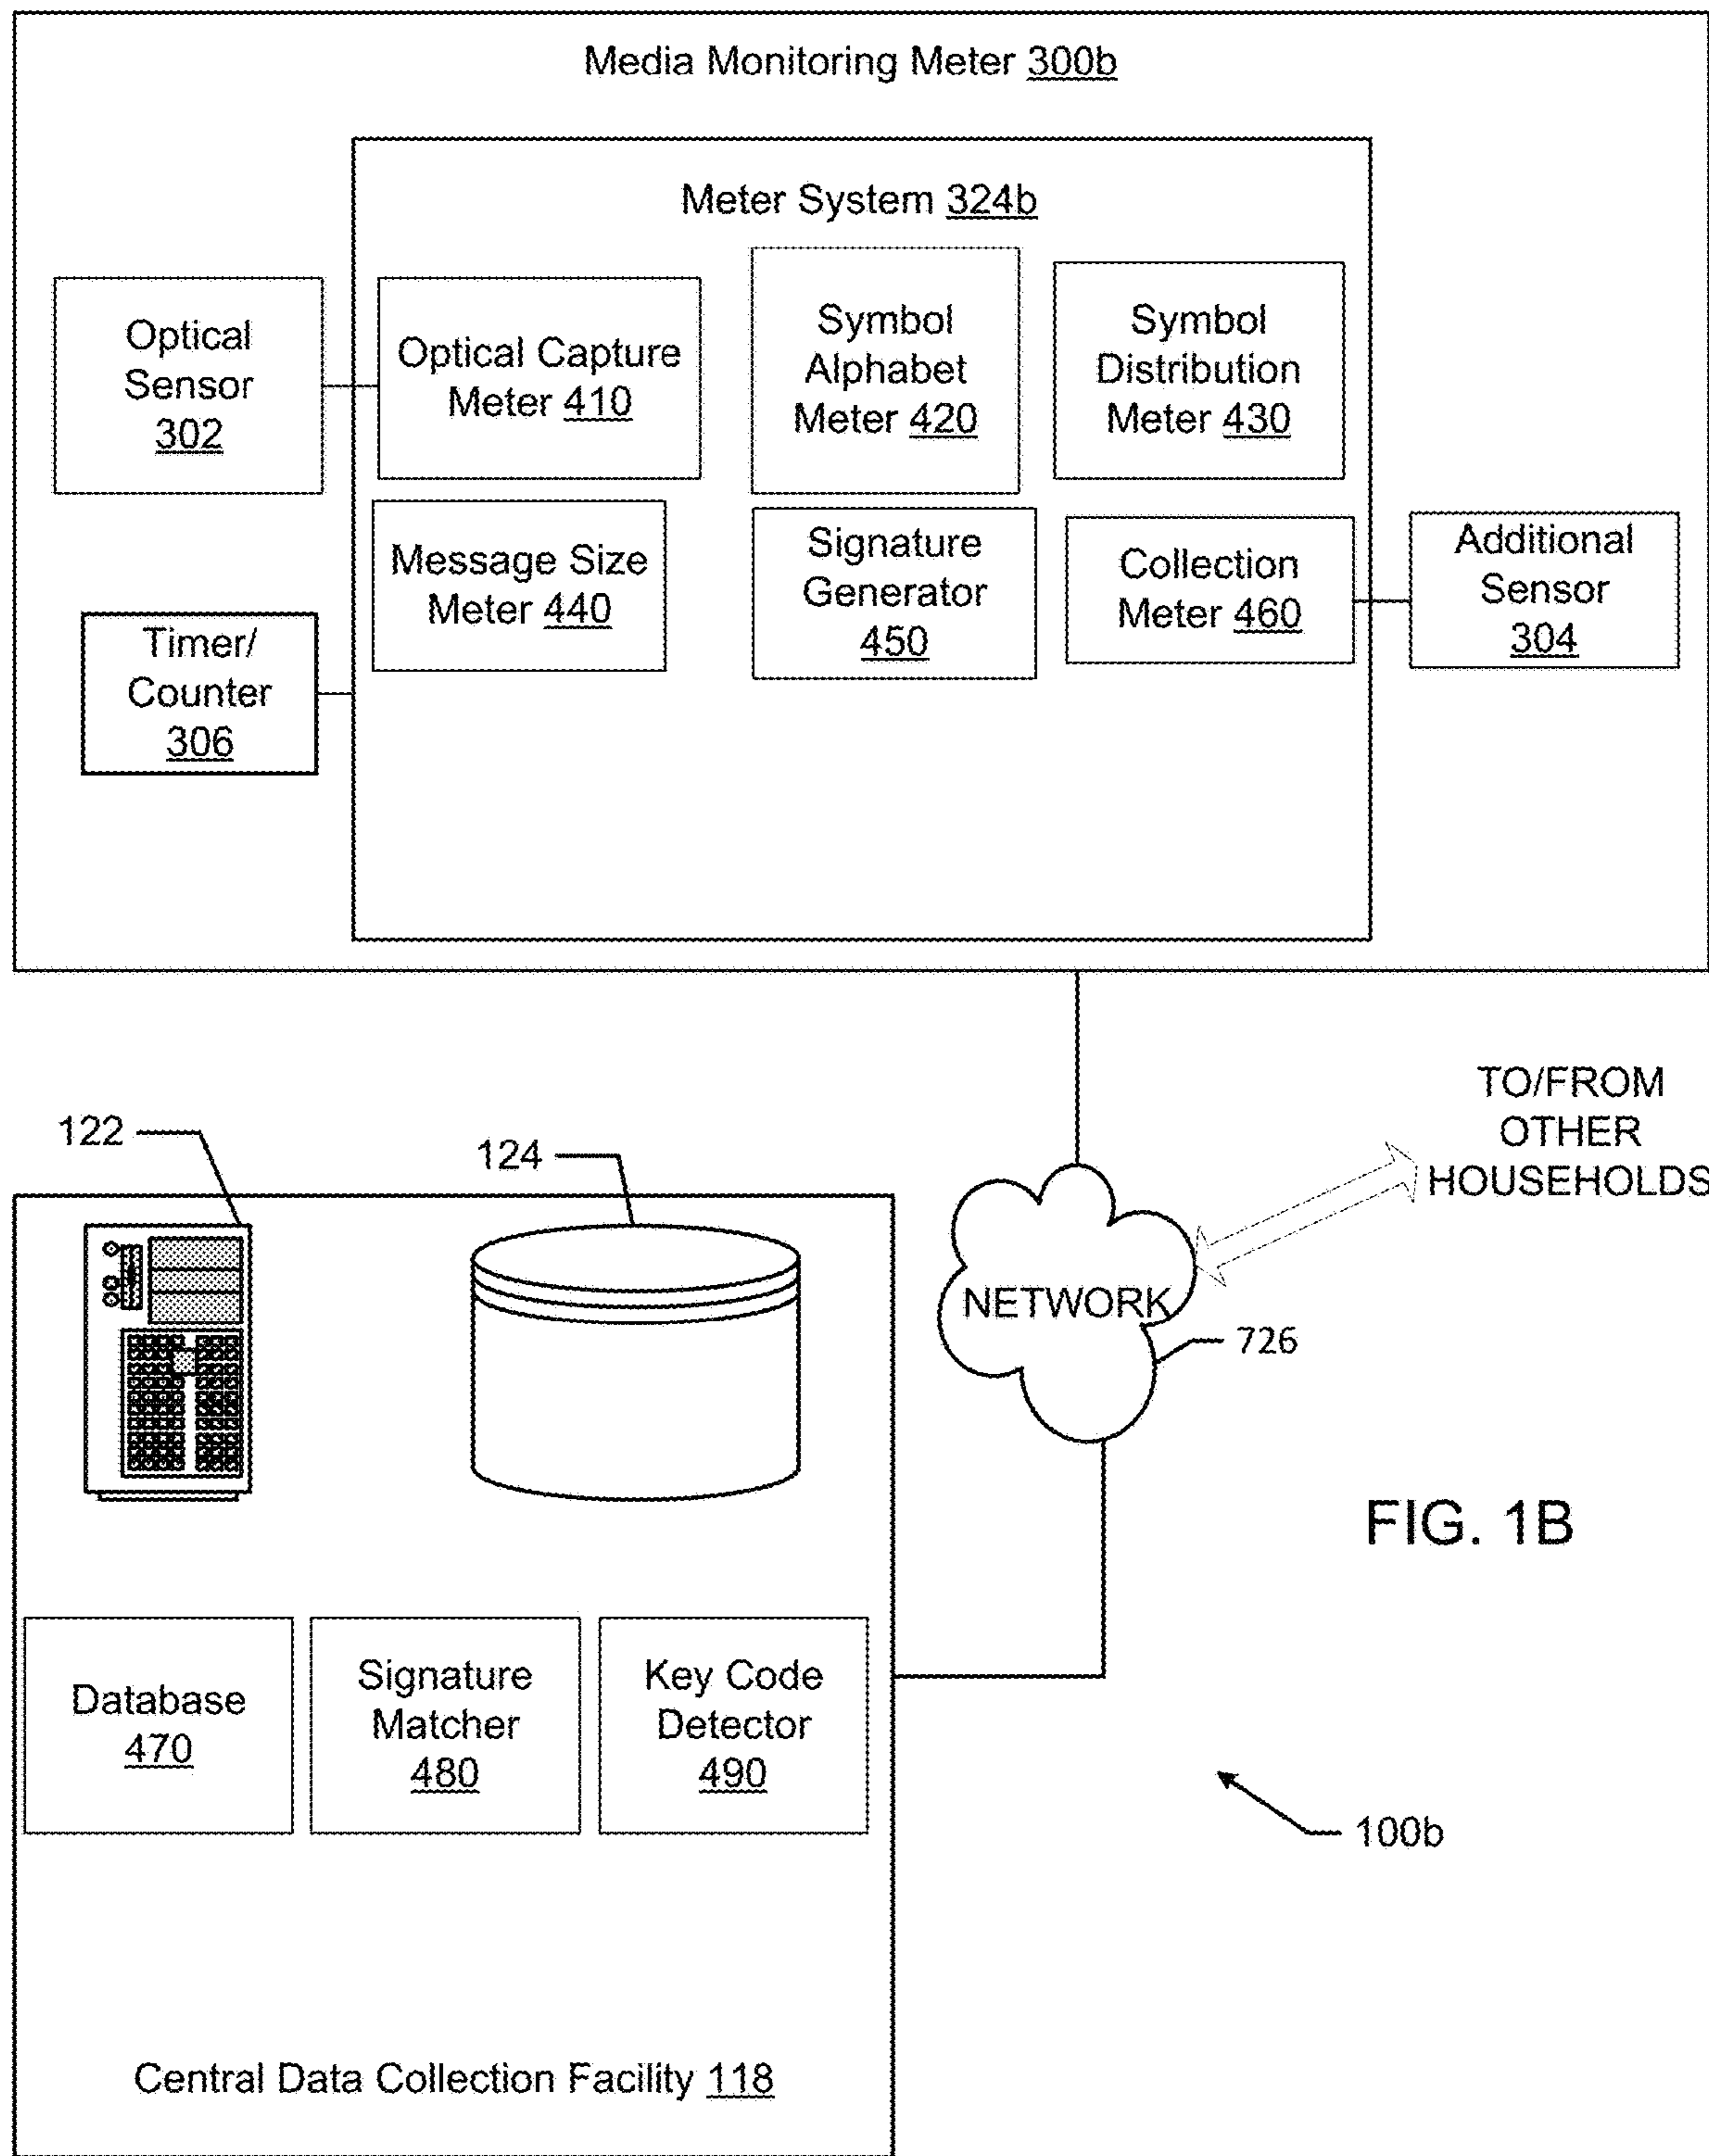 Media Monitoring Meter 300b
Meter System 324b
Optical
Sensor
302
Optical Capture
Meter 410
Symbol
Alphabet
Meter 420
Symbol
Distribution
Meter 430
Message Size
Meter 440
Signature
Generator
450
Collection
Meter 460
Additional
Sensor
304
Timer/
Counter
306
TO/FROM
OTHER
HOUSEHOLDS
122
124
NETWORK
726
FIG. 1B
Database
470
Signature
Matcher
480
Key Code
Detector
490
100b
Central Data Collection Facility 118